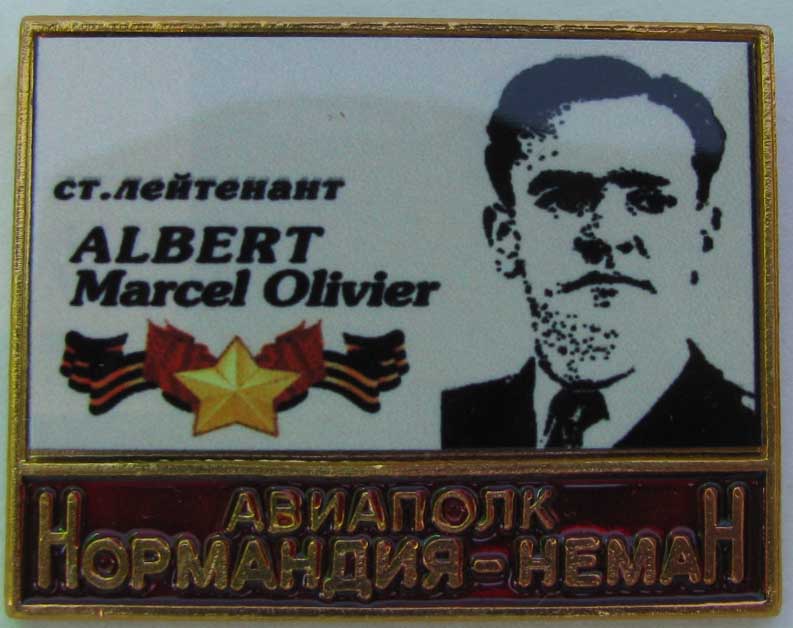 ст.лейтенант
ALBERT
Marcel Olivier
АВИАПОЛК
НОРМАНДИЯ-НЕМАН